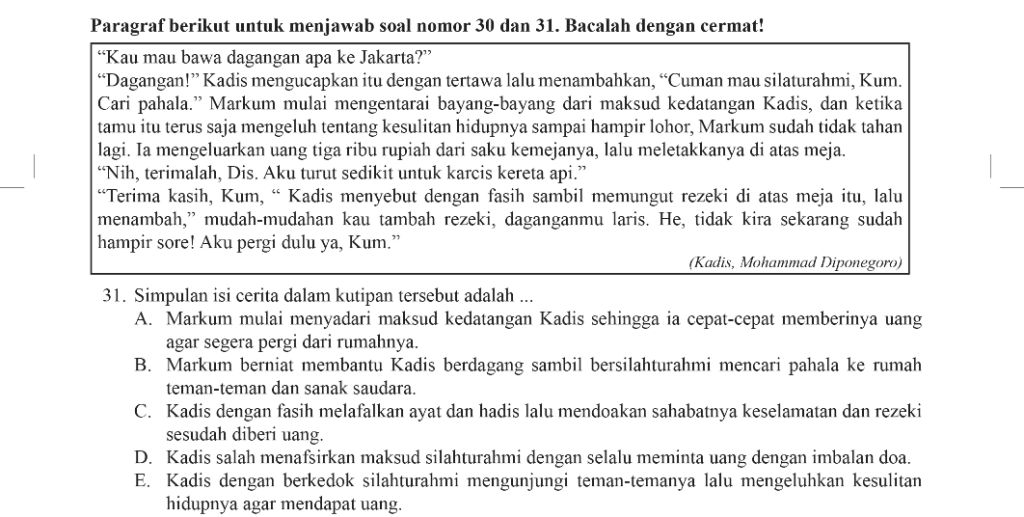 Paragraf berikut untuk menjawab soal nomor 30 dan 31. Bacalah dengan cermat!
“Kau mau bawa dagangan apa ke Jakarta?”
“Dagangan!” Kadis mengucapkan itu dengan tertawa lalu menambahkan, “Cuman mau silaturahmi, Kum.
Cari pahala.” Markum mulai mengentarai bayang-bayang dari maksud kedatangan Kadis, dan ketika
tamu itu terus saja mengeluh tentang kesulitan hidupnya sampai hampir lohor, Markum sudah tidak tahan
lagi. Ia mengeluarkan uang tiga ribu rupiah dari saku kemejanya, lalu meletakkanya di atas meja.
“Nih, terimalah, Dis. Aku turut sedikit untuk karcis kereta api.”
“Terima kasih, Kum, “ Kadis menyebut dengan fasih sambil memungut rezeki di atas meja itu, lalu
menambah,” mudah-mudahan kau tambah rezeki, daganganmu laris. He, tidak kira sekarang sudah
hampir sore! Aku pergi dulu ya, Kum.”
(Kadis, Mohammad Diponegoro)
31. Simpulan isi cerita dalam kutipan tersebut adalah ...
A. Markum mulai menyadari maksud kedatangan Kadis sehingga ia cepat-cepat memberinya uang
agar segera pergi dari rumahnya.
B. Markum berniat membantu Kadis berdagang sambil bersilahturahmi mencari pahala ke rumah
teman-teman dan sanak saudara.
C. Kadis dengan fasih melafalkan ayat dan hadis lalu mendoakan sahabatnya keselamatan dan rezeki
sesudah diberi uang.
D. Kadis salah menafsirkan maksud silahturahmi dengan selalu meminta uang dengan imbalan doa.
E. Kadis dengan berkedok silahturahmi mengunjungi teman-temanya lalu mengeluhkan kesulitan
hidupnya agar mendapat uang.